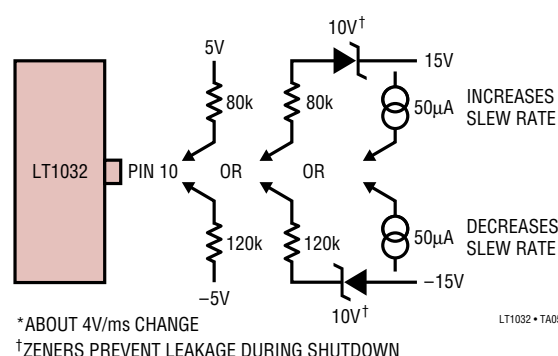 10V†
5V
15V
80k
80k
50µA
INCREASES
SLEW RATE
LT1032
PIN 10
OR
OR
120k
120k
50µA
DECREASES
SLEW RATE
–5V
–15V
10V†
*ABOUT 4V/ms CHANGE
†ZENERS PREVENT LEAKAGE DURING SHUTDOWN
LT1032 • TA05